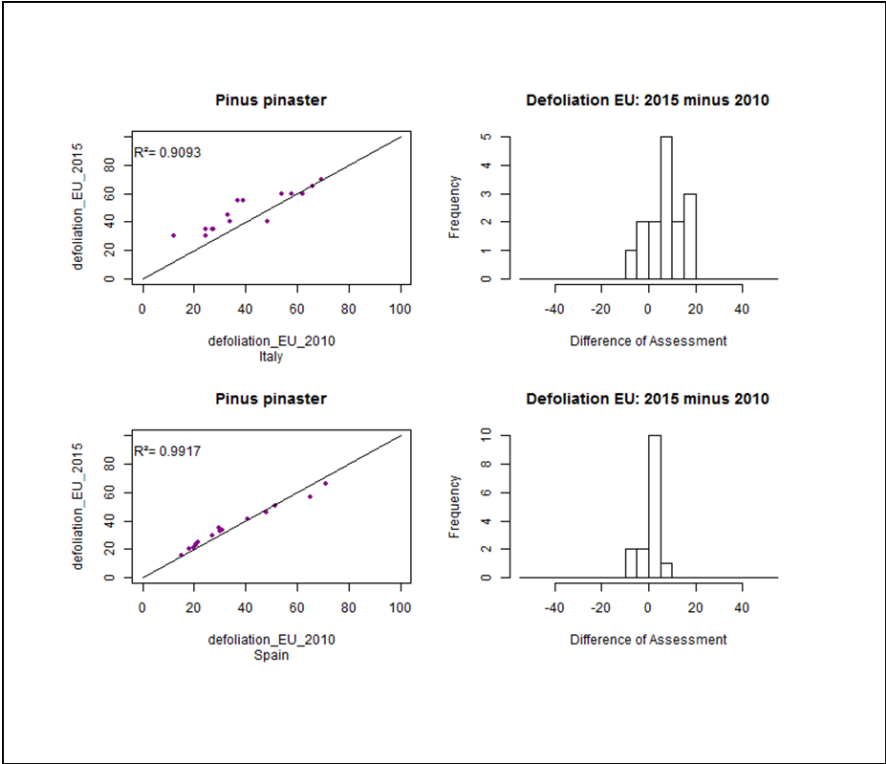 Pinus pinaster
Defoliation EU: 2015 minus 2010
R²= 0.9093
defoliation_EU_2015
0 20 40 60 80
0 20 40 60 80 100
defoliation_EU_2010
Italy
Frequency
0 1 2 3 4 5
-40 -20 0 20 40
Difference of Assessment
Pinus pinaster
Defoliation EU: 2015 minus 2010
R²= 0.9917
defoliation_EU_2015
0 20 40 60 80
0 20 40 60 80 100
defoliation_EU_2010
Spain
Frequency
0 2 4 6 8 10
-40 -20 0 20 40
Difference of Assessment